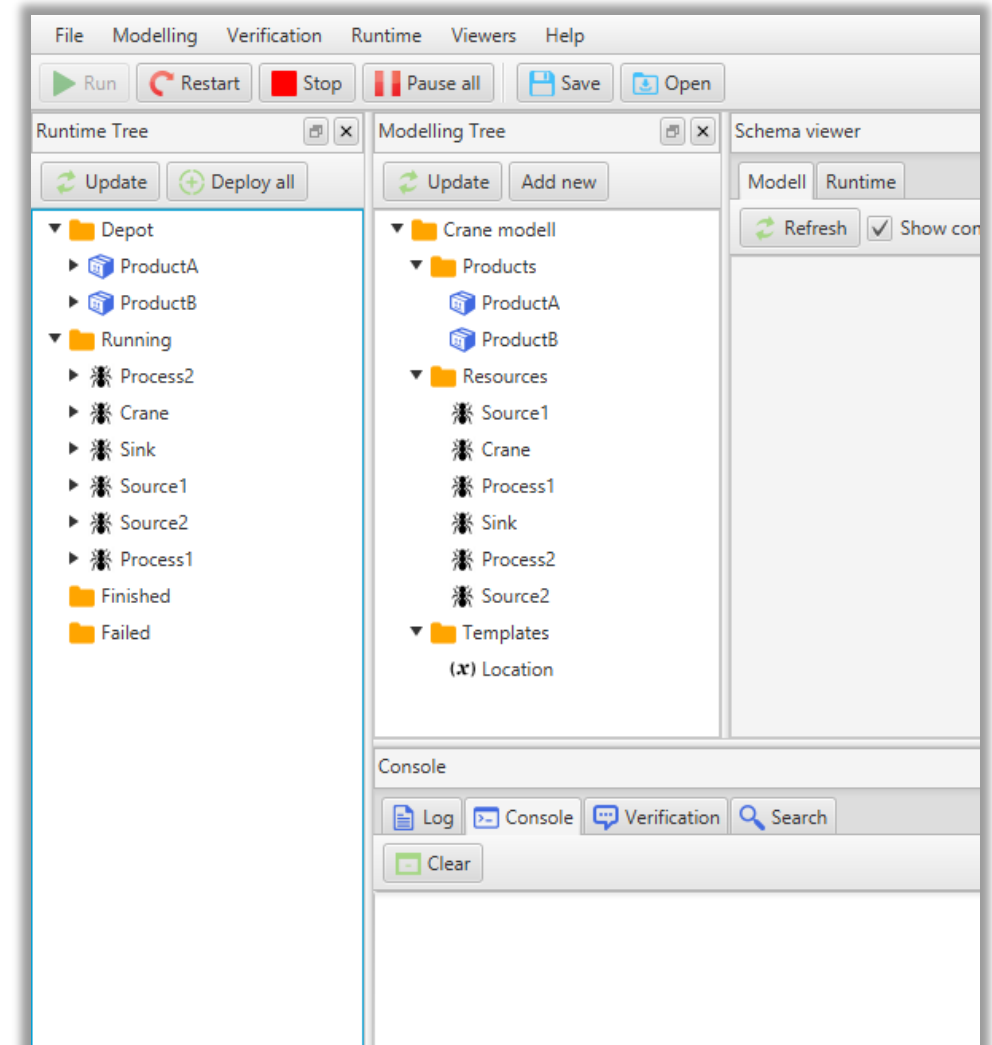 File Modelling Verification Runtime Viewers Help
Run Restart Stop Pause all Save Open
Runtime Tree
Update Deploy all
Depot
ProductA
ProductB
Running
Process2
Crane
Sink
Source1
Source2
Process1
Finished
Failed
Modelling Tree
Update Add new
Crane modell
Products
ProductA
ProductB
Resources
Source1
Crane
Process1
Sink
Process2
Source2
Templates
(x) Location
Schema viewer
Modell Runtime
Refresh Show con
Console
Log Console Verification Search
Clear